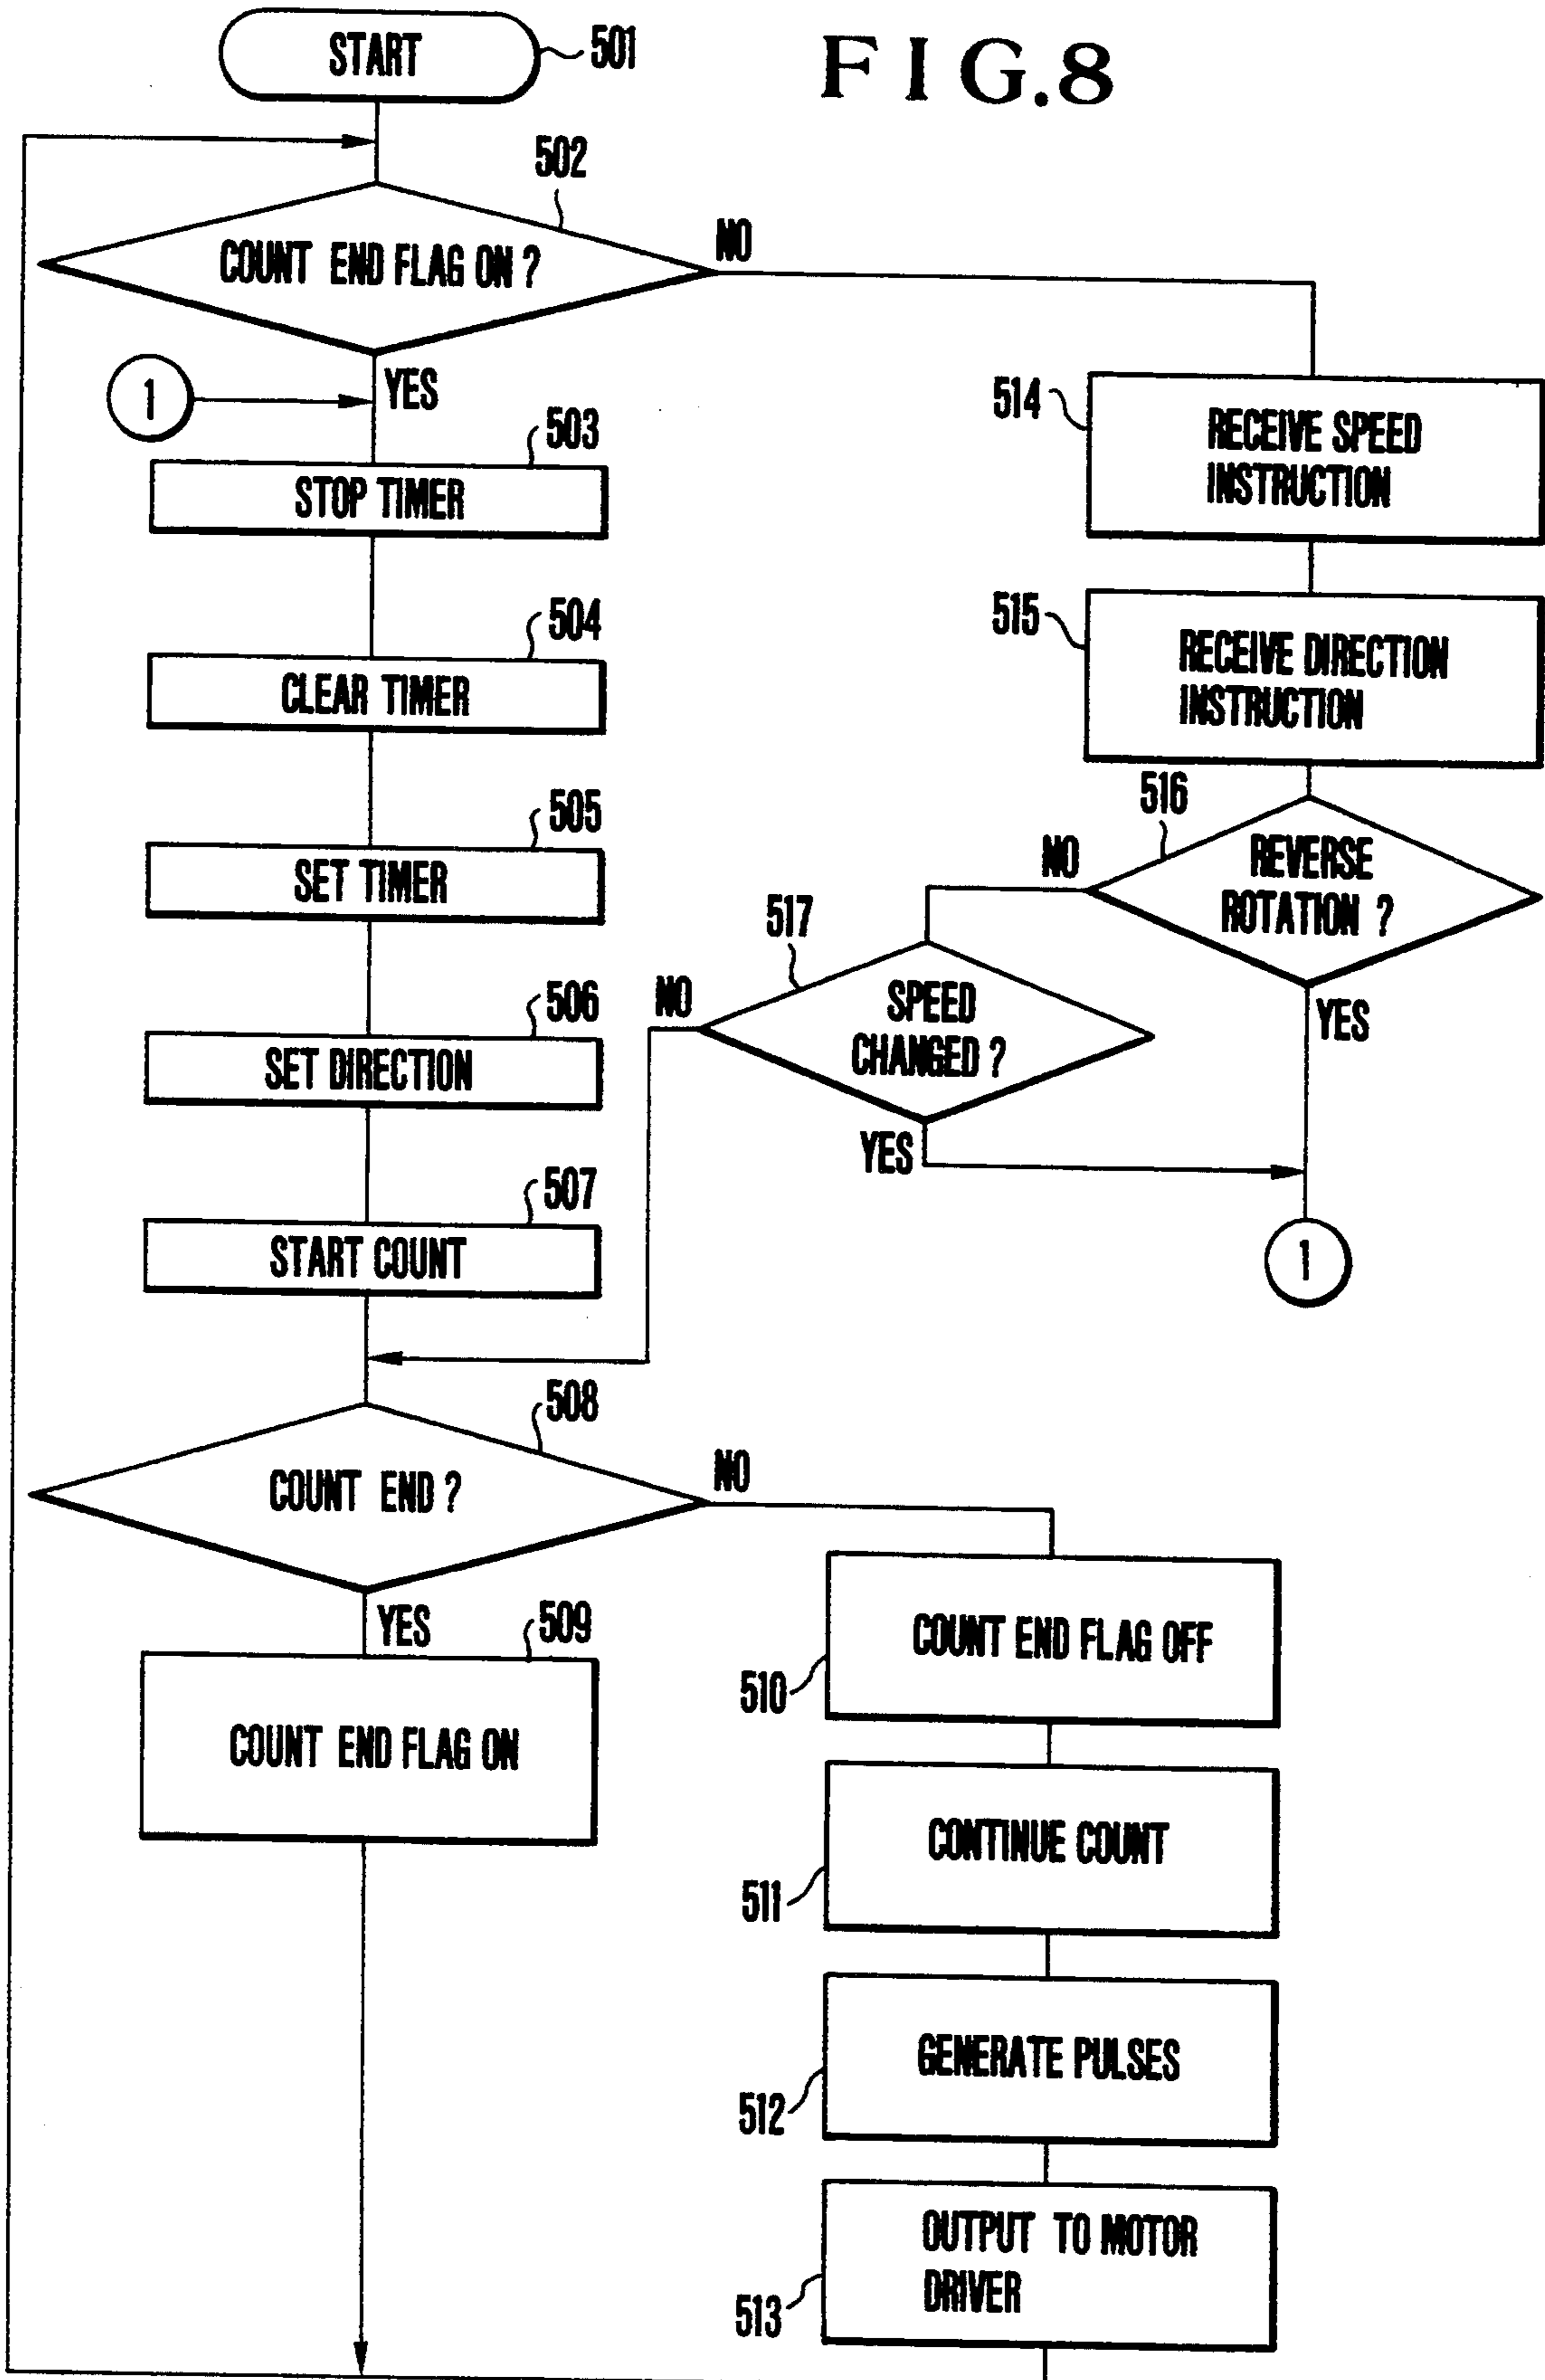 START
501
FIG.8
502
COUNT END FLAG ON ?
NO
1
YES
503
STOP TIMER
514
RECEIVE SPEED
INSTRUCTION
504
CLEAR TIMER
515
RECEIVE DIRECTION
INSTRUCTION
505
SET TIMER
516
NO
REVERSE
ROTATION ?
YES
517
NO
SPEED
CHANGED ?
YES
506
SET DIRECTION
507
START COUNT
1
508
COUNT END ?
NO
YES
509
COUNT END FLAG ON
COUNT END FLAG OFF
510
CONTINUE COUNT
511
GENERATE PULSES
512
OUTPUT TO MOTOR
DRIVER
513